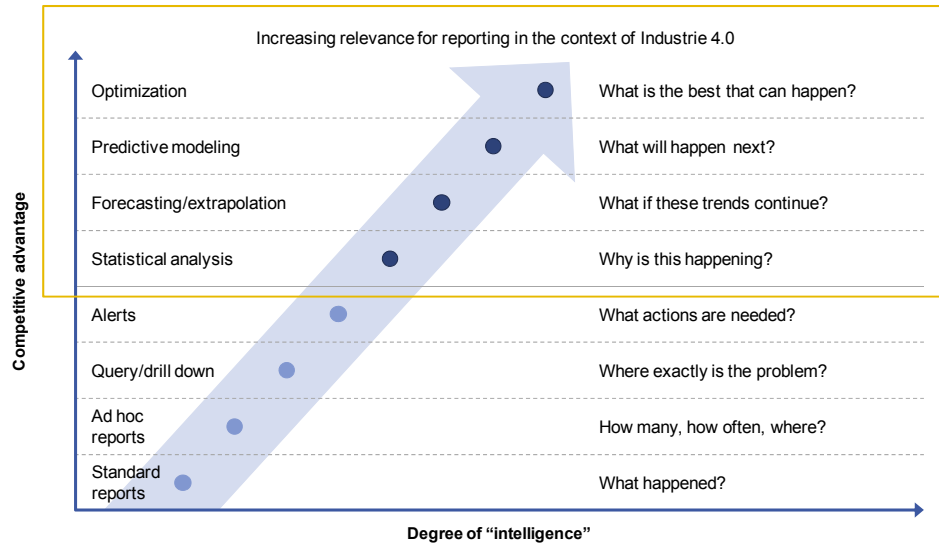 Increasing relevance for reporting in the context of Industrie 4.0
Optimization
What is the best that can happen?
Predictive modeling
What will happen next?
Forecasting/extrapolation
What if these trends continue?
Statistical analysis
Why is this happening?
Alerts
What actions are needed?
Query/drill down
Where exactly is the problem?
Ad hoc
reports
How many, how often, where?
Standard
reports
What happened?
Competitive advantage
Degree of “intelligence”